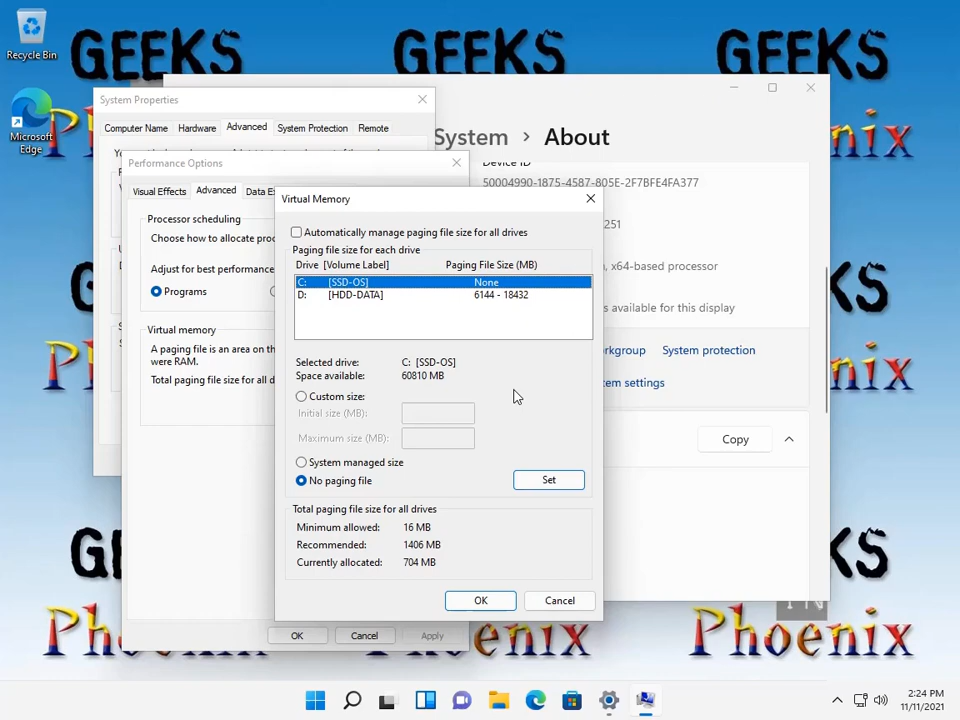 GEEKS GEEKS GEEKS
Recycle Bin
Microsoft
Edge
System Properties
Computer Name Hardware Advanced System Protection Remote
System > About
Device ID
50004990-1875-4587-805E-2F7BFE4FA377
251
, x64-based processor
s available for this display
System protection
Copy
Performance Options
Visual Effects Advanced Data Ex
Processor scheduling
Choose how to allocate proc
Adjust for best performance
Programs
Virtual memory
A paging file is an area on th
were RAM.
Total paging file size for all d
OK Cancel Apply
Virtual Memory
Automatically manage paging file size for all drives
Paging file size for each drive
Drive [Volume Label] Paging File Size (MB)
C: [SSD-OS] None
D: [HDD-DATA] 6144 - 18432
Selected drive: C: [SSD-OS]
Space available: 60810 MB
Custom size:
Initial size (MB):
Maximum size (MB):
System managed size
No paging file
Set
Total paging file size for all drives
Minimum allowed: 16 MB
Recommended: 1406 MB
Currently allocated: 704 MB
OK Cancel
Phoenix
2:24 PM
11/11/2021